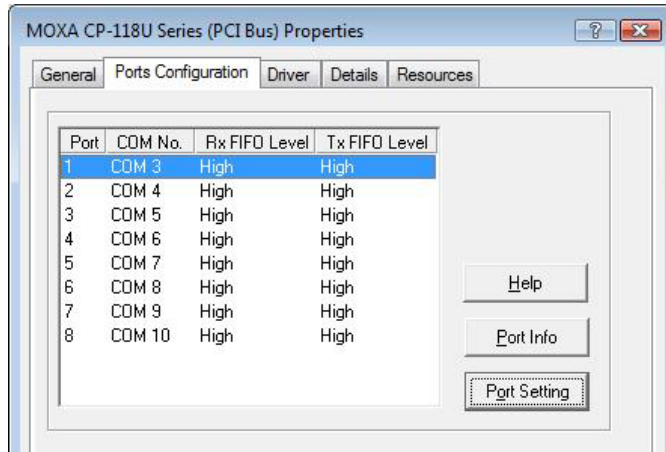 MOXA CP-118U Series (PCI Bus) Properties
General Ports Configuration Driver Details Resources
Port COM No. Rx FIFO Level Tx FIFO Level
1 COM 3 High High
2 COM 4 High High
3 COM 5 High High
4 COM 6 High High
5 COM 7 High High
6 COM 8 High High
7 COM 9 High High
8 COM 10 High High
Help
Port Info
Port Setting